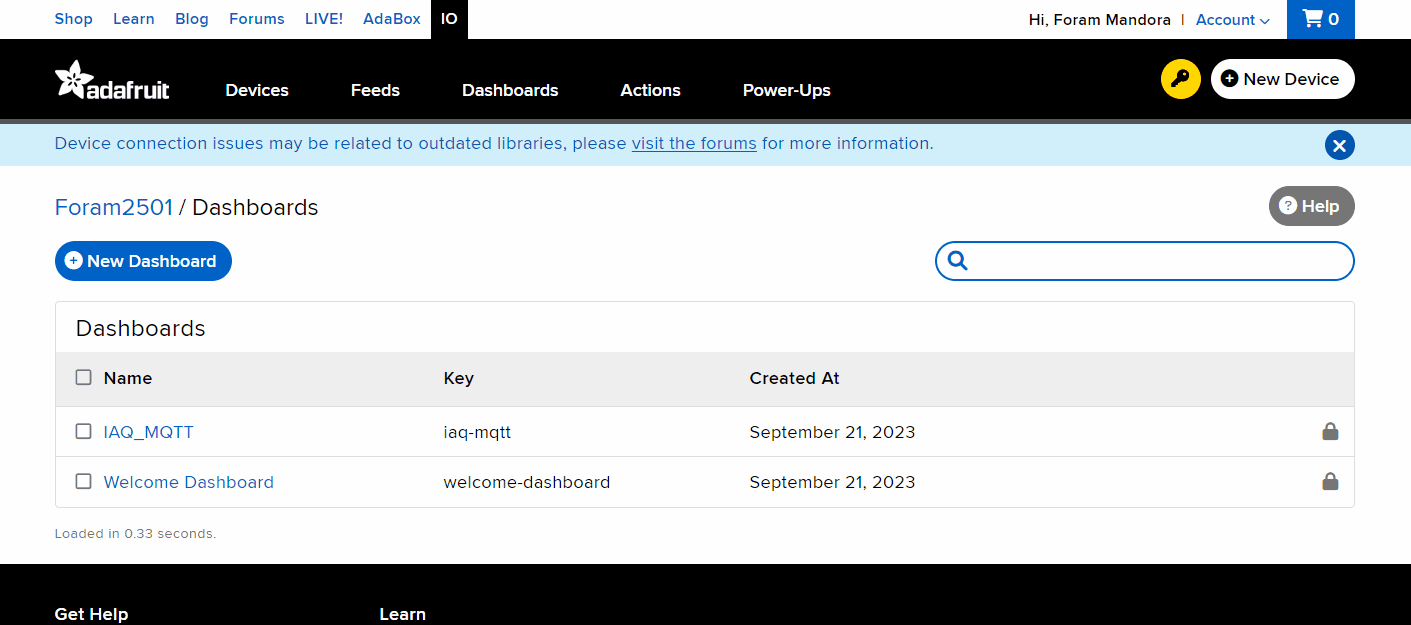 Shop Learn Blog Forums LIVE! AdaBox IO Hi, Foram Mandora | Account 0
adafruit Devices Feeds Dashboards Actions Power-Ups New Device
Device connection issues may be related to outdated libraries, please visit the forums for more information.
Foram2501 / Dashboards ? Help
New Dashboard
Dashboards
Name Key Created At
IAQ_MQTT iaq-mqtt September 21, 2023
Welcome Dashboard welcome-dashboard September 21, 2023
Loaded in 0.33 seconds.
Get Help Learn